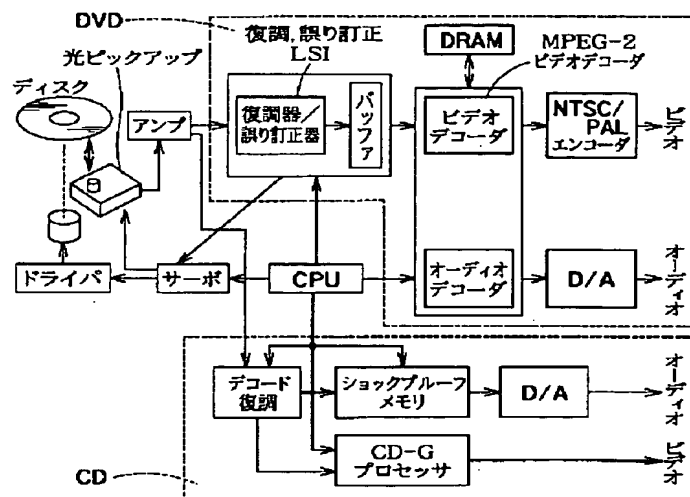 DVD
復調,誤り訂正
LSI
DRAM
MPEG-2
ビデオデコーダ
光ピックアップ
ディスク
アンプ
復調器/
誤り訂正器
バッファ
ビデオ
デコーダ
NTSC/
PAL
エンコーダ
ビデオ
ドライバ
サーボ
CPU
オーディオ
デコーダ
D/A
オーディオ
デコード
復調
ショックプルーフ
メモリ
D/A
オーディオ
CD-G
プロセッサ
ビデオ
CD